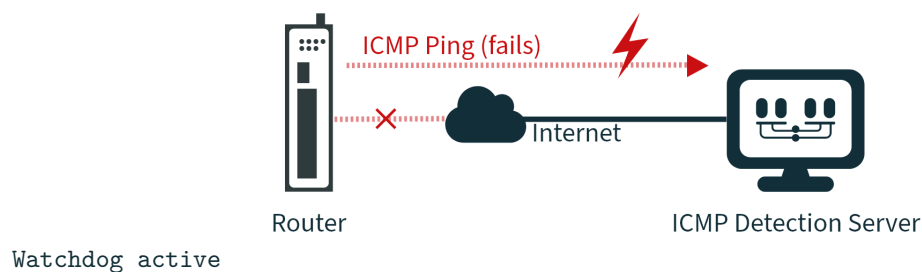 ICMP Ping (fails)
Internet
Router
ICMP Detection Server
Watchdog active